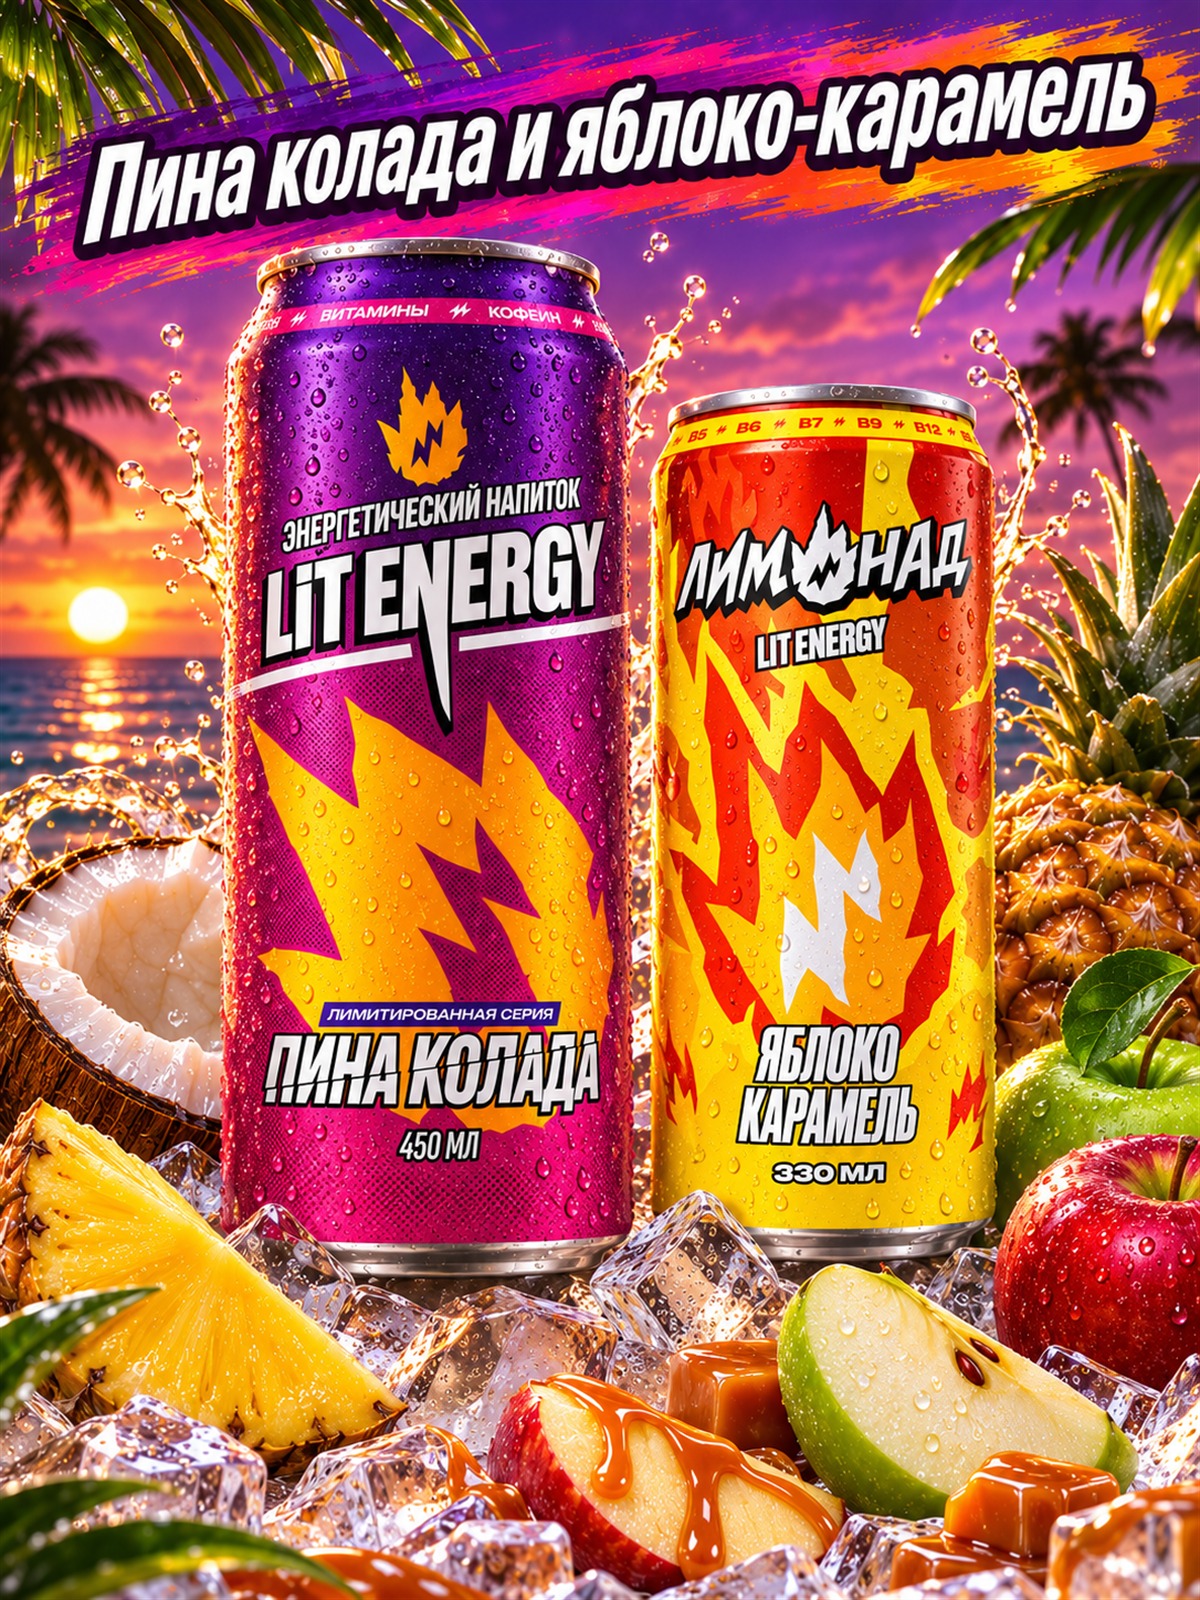 Пина колада и яблоко-карамель
ВИТАМИНЫ КОФЕИН
ЭНЕРГЕТИЧЕСКИЙ НАПИТОК
LIT ENERGY
ЛИМИТИРОВАННАЯ СЕРИЯ
ПИНА КОЛАДА
450 МЛ
B5 B6 B7 B9 B12
ЛИМОНАД
LIT ENERGY
ЯБЛОКО
КАРАМЕЛЬ
330 МЛ